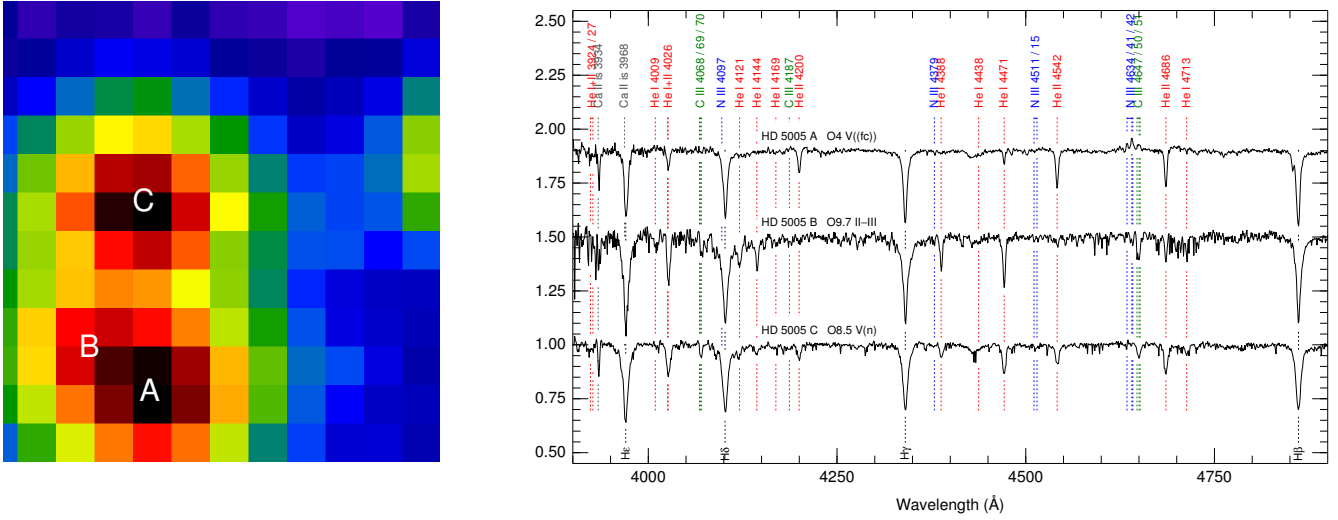 C
B
A
2.50
2.25
2.00
1.75
1.50
1.25
1.00
0.75
0.50
He I+II 3924 / 27
Ca II is 3934
Ca II is 3968
He I 4009
He I+II 4026
C III 4068 / 69 / 70
N III 4097
He I 4121
He I 4144
He I 4169
C III 4187
He II 4200
N III 4379
He I 4388
He I 4438
He I 4471
N III 4511 / 15
He II 4542
N III 4634 / 41 / 42
C III 4647 / 50 / 51
He II 4686
He I 4713
HD 5005 A O4 V((fc))
HD 5005 B O9.7 II–III
HD 5005 C O8.5 V(n)
Hε
Hδ
Hγ
Hβ
4000
4250
4500
4750
Wavelength (Å)